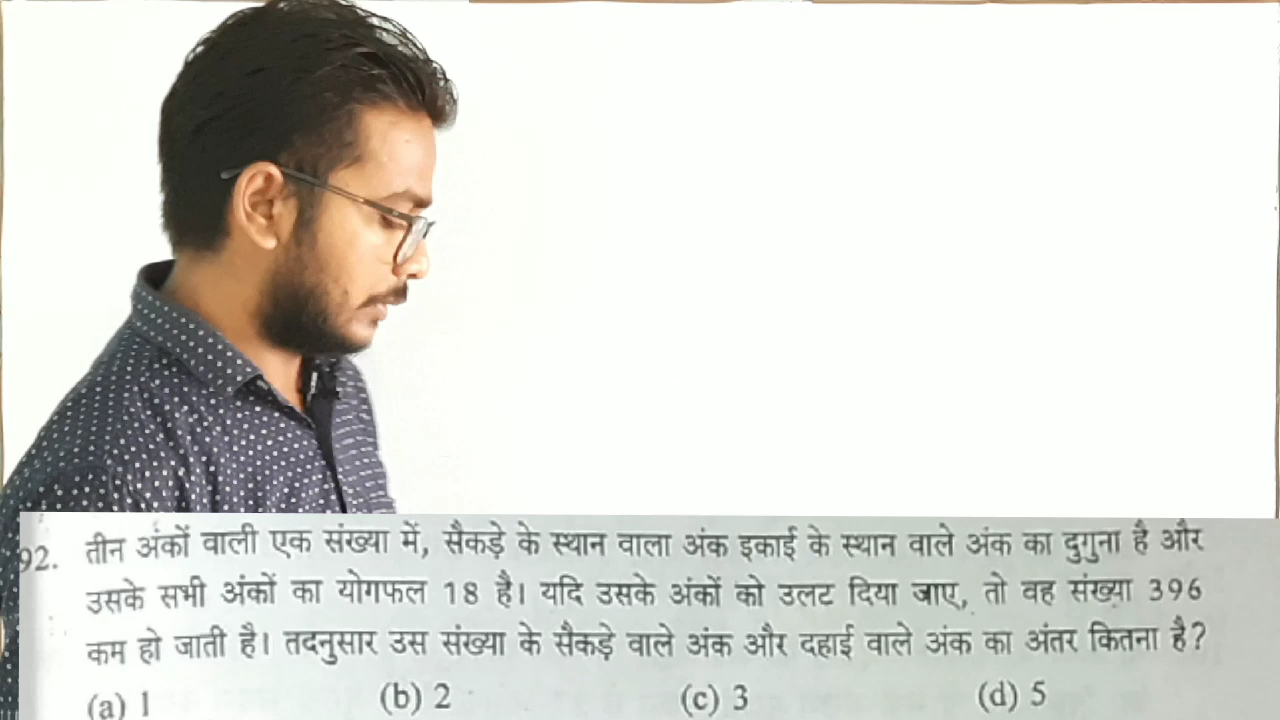 92. तीन अंकों वाली एक संख्या में, सैकड़े के स्थान वाला अंक इकाई के स्थान वाले अंक का दुगुना है और
उसके सभी अंकों का योगफल 18 है। यदि उसके अंकों को उलट दिया जाए, तो वह संख्या 396
कम हो जाती है। तदनुसार उस संख्या के सैकड़े वाले अंक और दहाई वाले अंक का अंतर कितना है?
(a) 1 (b) 2 (c) 3 (d) 5